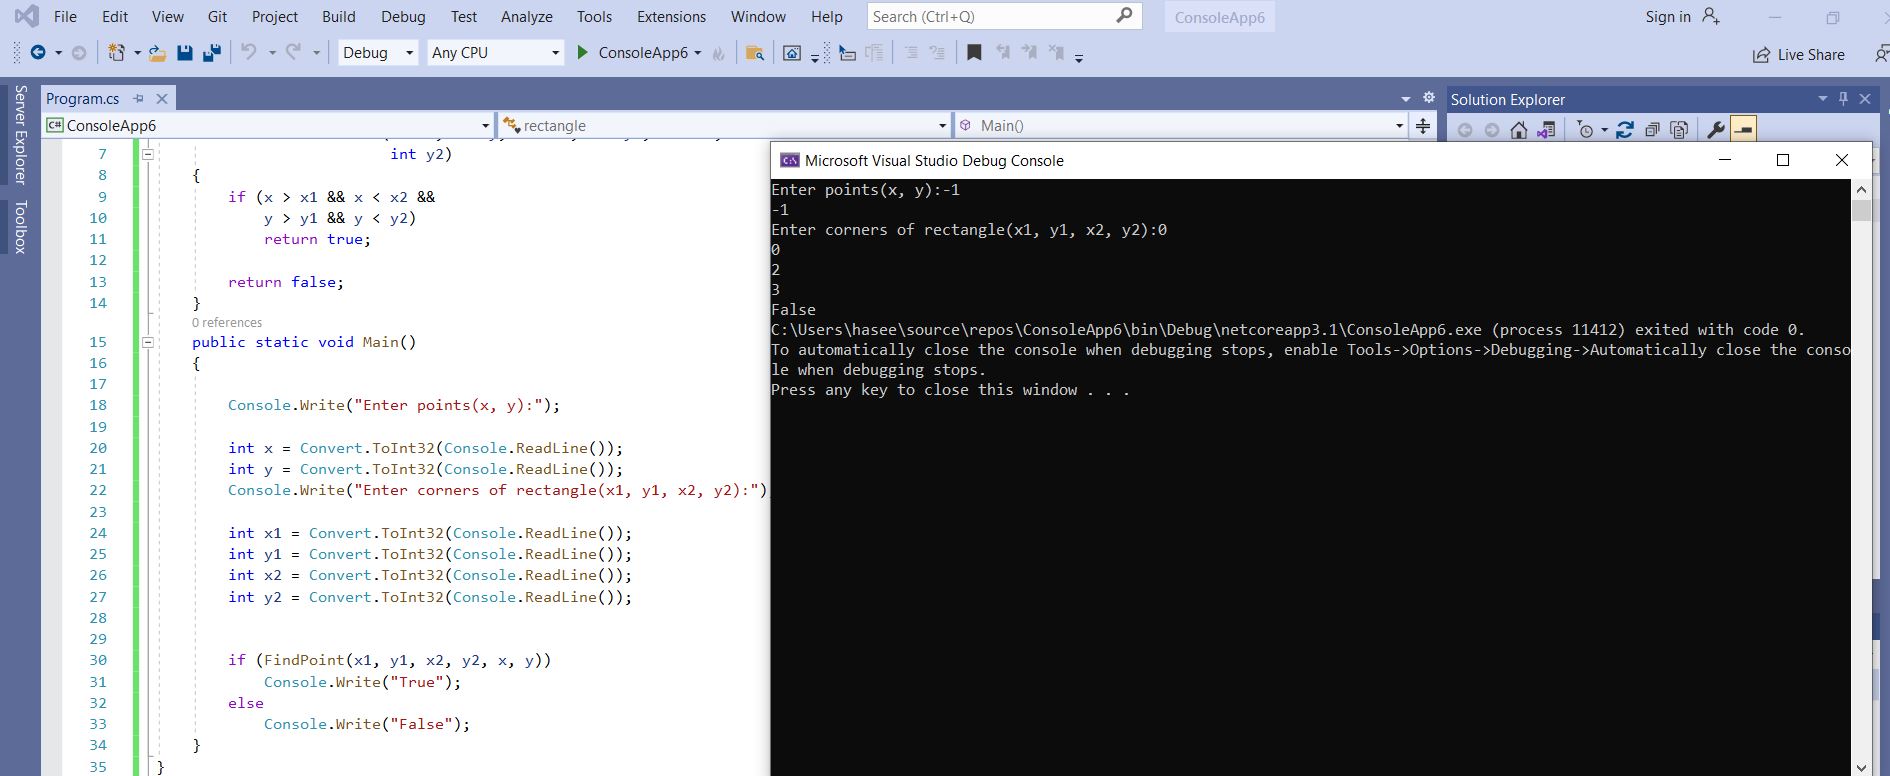 File Edit View Git Project Build Debug Test Analyze Tools Extensions Window Help Search (Ctrl+Q) ConsoleApp6 Sign in
Debug Any CPU ConsoleApp6 Live Share
Server Explorer
Toolbox
Program.cs
C# ConsoleApp6 rectangle Main()
7 int y2)
8 {
9 if (x > x1 && x < x2 &&
10 y > y1 && y < y2)
11 return true;
12
13 return false;
14 }
0 references
15 public static void Main()
16 {
17
18 Console.Write("Enter points(x, y):");
19
20 int x = Convert.ToInt32(Console.ReadLine());
21 int y = Convert.ToInt32(Console.ReadLine());
22 Console.Write("Enter corners of rectangle(x1, y1, x2, y2):")
23
24 int x1 = Convert.ToInt32(Console.ReadLine());
25 int y1 = Convert.ToInt32(Console.ReadLine());
26 int x2 = Convert.ToInt32(Console.ReadLine());
27 int y2 = Convert.ToInt32(Console.ReadLine());
28
29
30 if (FindPoint(x1, y1, x2, y2, x, y))
31 Console.Write("True");
32 else
33 Console.Write("False");
34 }
35 }
Solution Explorer
C:\ Microsoft Visual Studio Debug Console
Enter points(x, y):-1
-1
Enter corners of rectangle(x1, y1, x2, y2):0
0
2
3
False
C:\Users\hasee\source\repos\ConsoleApp6\bin\Debug\netcoreapp3.1\ConsoleApp6.exe (process 11412) exited with code 0.
To automatically close the console when debugging stops, enable Tools->Options->Debugging->Automatically close the conso
le when debugging stops.
Press any key to close this window . . .